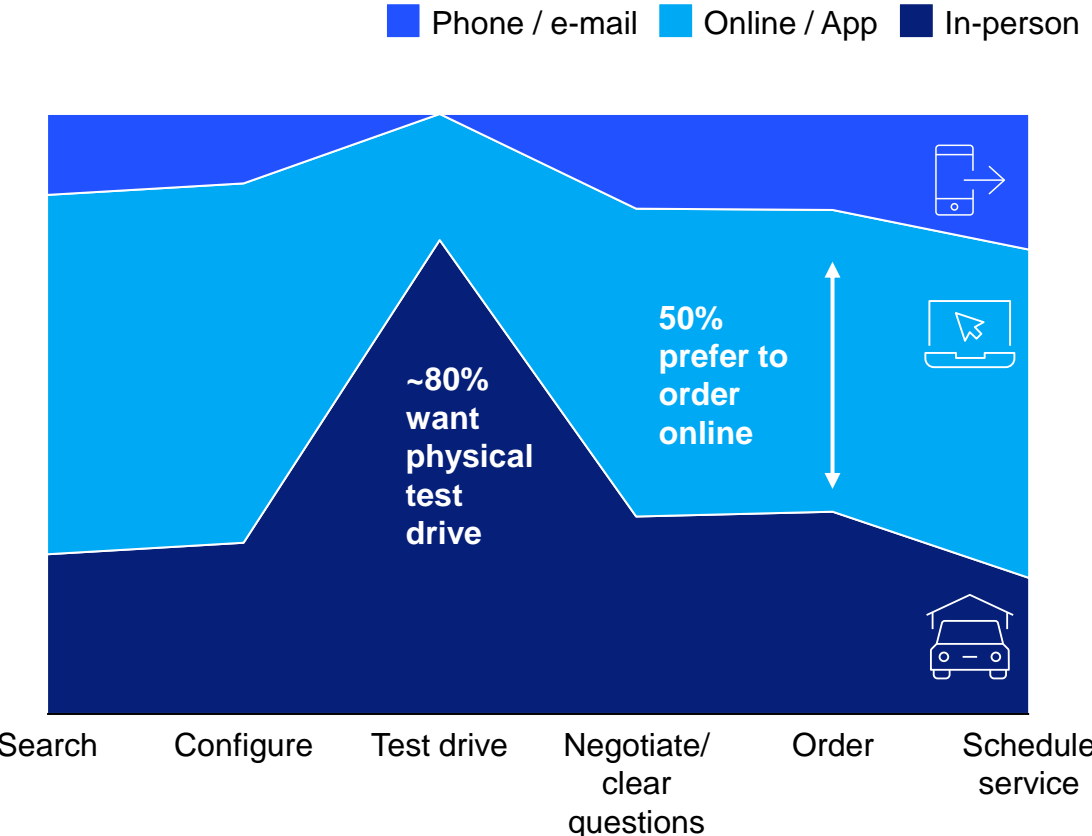 Phone / e-mail Online / App In-person
~80%
want
physical
test
drive
50%
prefer to
order
online
Search Configure Test drive Negotiate/ Order Schedule
clear service
questions